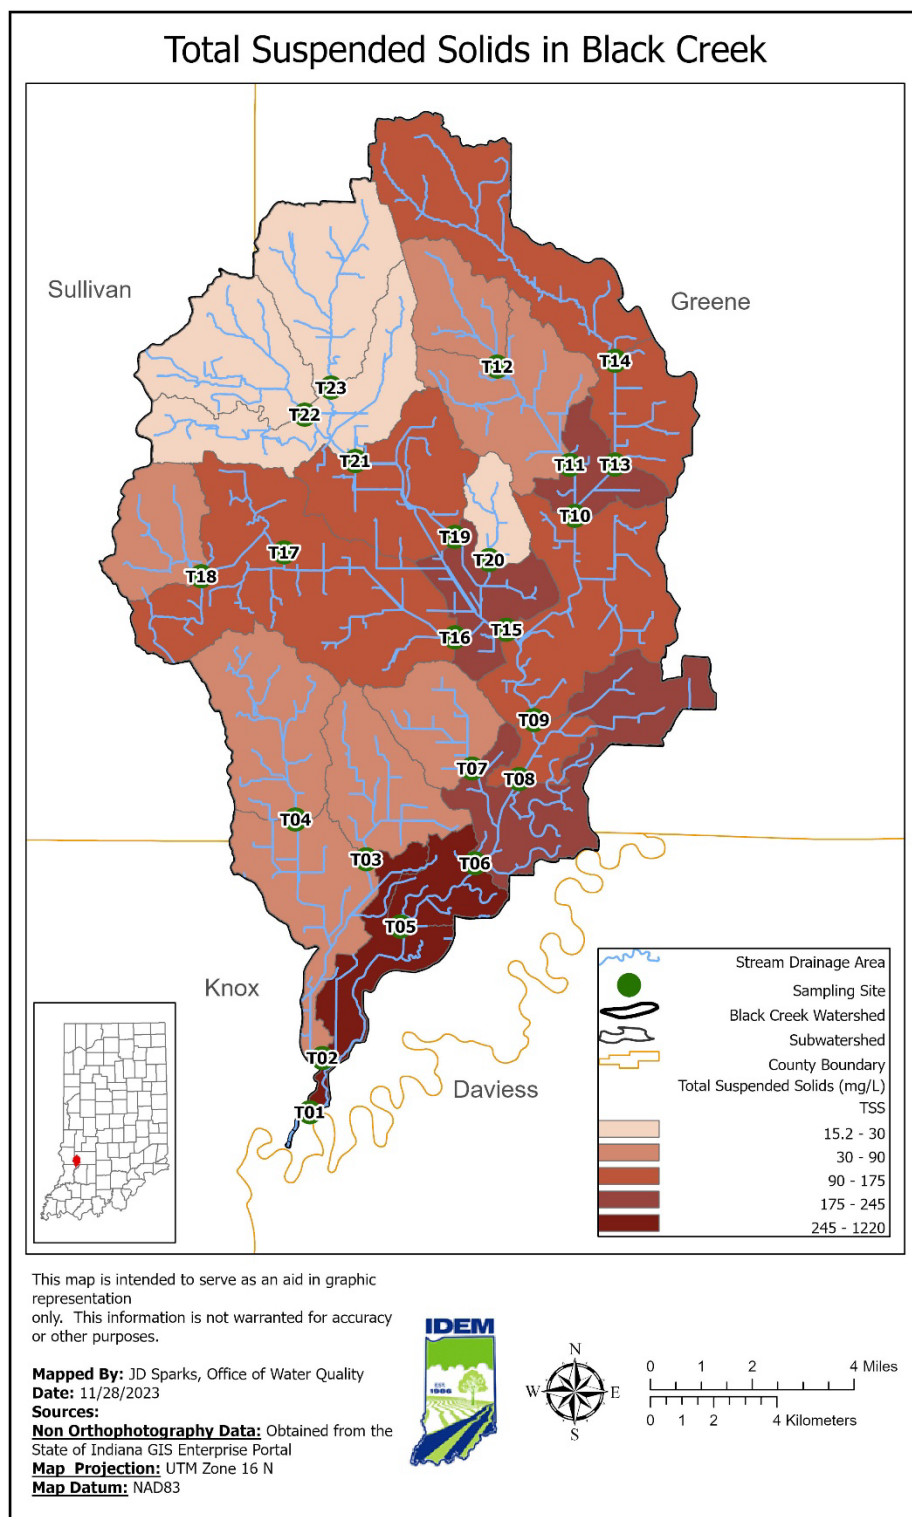 Total Suspended Solids in Black Creek
Sullivan
Greene
T14
T12
T23
T22
T21
T11
T13
T10
T19
T17
T20
T18
T15
T16
T09
T07
T08
T04
T03
T06
T05
Knox
T02
Daviess
T01
Stream Drainage Area
Sampling Site
Black Creek Watershed
Subwatershed
County Boundary
Total Suspended Solids (mg/L)
TSS
15.2 - 30
30 - 90
90 - 175
175 - 245
245 - 1220
This map is intended to serve as an aid in graphic
representation
only. This information is not warranted for accuracy
or other purposes.
Mapped By: JD Sparks, Office of Water Quality
Date: 11/28/2023
Sources:
Non Orthophotography Data: Obtained from the
State of Indiana GIS Enterprise Portal
Map Projection: UTM Zone 16 N
Map Datum: NAD83
IDEM
EST.
1986
N
W E
S
0 1 2 4 Miles
0 1 2 4 Kilometers